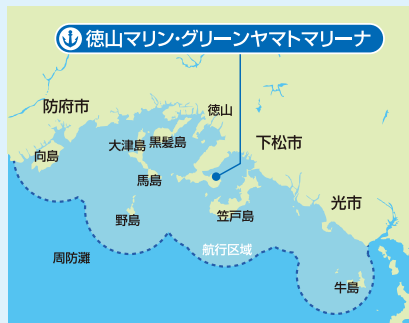 徳山マリン・グリーンヤマトマリーナ
防府市
徳山
大津島
黒髪島
下松市
向島
馬島
光市
野島
笠戸島
航行区域
周防灘
牛島